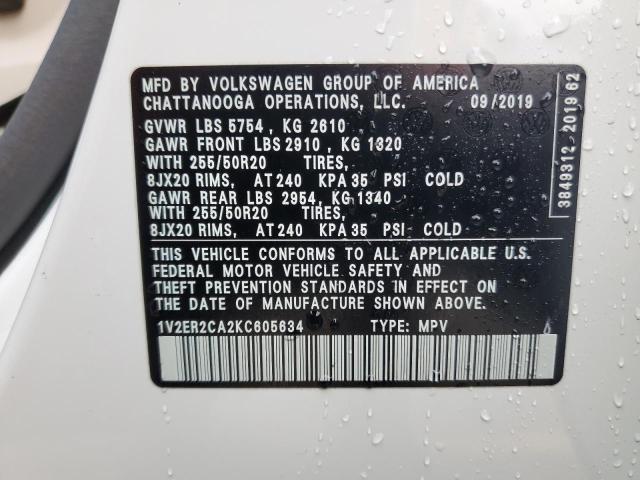 MFD BY VOLKSWAGEN GROUP OF AMERICA
CHATTANOOGA OPERATIONS, LLC. 09/2019
GVWR LBS 5754 , KG 2610
GAWR FRONT LBS 2910 , KG 1320
WITH 255/50R20 TIRES,
8JX20 RIMS, AT 240 KPA 35 PSI COLD
GAWR REAR LBS 2954, KG 1340
WITH 255/50R20 TIRES,
8JX20 RIMS, AT 240 KPA 35 PSI COLD
THIS VEHICLE CONFORMS TO ALL APPLICABLE U.S.
FEDERAL MOTOR VEHICLE SAFETY AND
THEFT PREVENTION STANDARDS IN EFFECT ON
THE DATE OF MANUFACTURE SHOWN ABOVE.
1V2ER2CA2KC605634 TYPE: MPV
3849312 2019 62